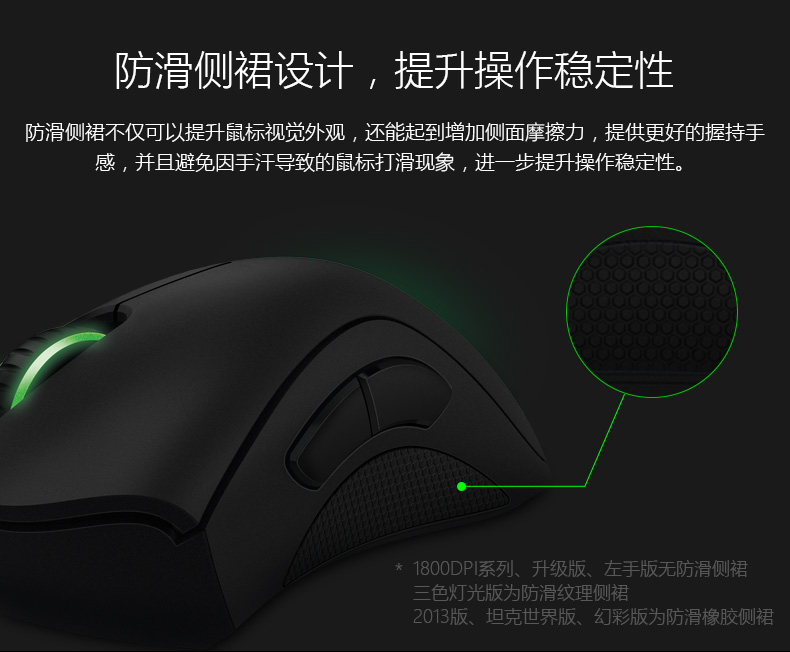 防滑侧裙设计，提升操作稳定性
防滑侧裙不仅可以提升鼠标视觉外观，还能起到增加侧面摩擦力，提供更好的握持手
感，并且避免因手汗导致的鼠标打滑现象，进一步提升操作稳定性。
* 1800DPI系列、升级版、左手版无防滑侧裙
三色灯光版为防滑纹理侧裙
2013版、坦克世界版、幻彩版为防滑橡胶侧裙